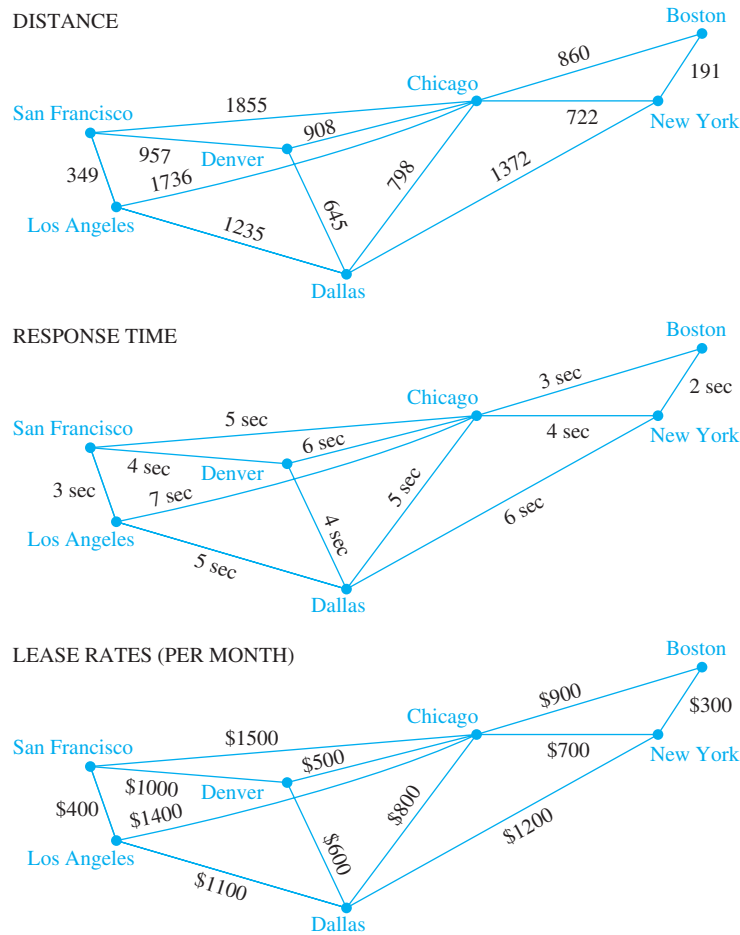 DISTANCE
Boston
860
191
Chicago
San Francisco
1855
908
722
New York
957
Denver
349
1736
798
1372
645
Los Angeles
1235
Dallas
RESPONSE TIME
Boston
3 sec
2 sec
Chicago
San Francisco
5 sec
6 sec
4 sec
New York
4 sec
Denver
3 sec
7 sec
5 sec
6 sec
4 sec
Los Angeles
5 sec
Dallas
LEASE RATES (PER MONTH)
Boston
$900
$300
Chicago
San Francisco
$1500
$500
$700
New York
$1000
Denver
$400
$1400
$800
$1200
$600
Los Angeles
$1100
Dallas